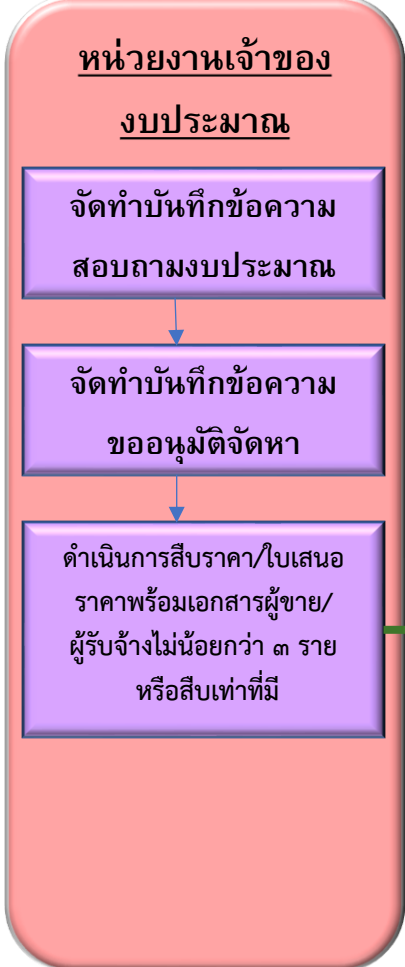 หน่วยงานเจ้าของ
งบประมาณ
จัดทำบันทึกข้อความ
สอบถามงบประมาณ
จัดทำบันทึกข้อความ
ขออนุมัติจัดหา
ดำเนินการสืบราคา/ใบเสนอ
ราคาพร้อมเอกสารผู้ขาย/
ผู้รับจ้างไม่น้อยกว่า ๓ ราย
หรือสืบเท่าที่มี